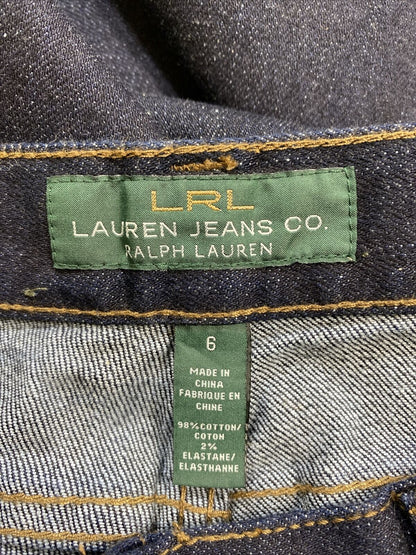 LRL
LAUREN JEANS CO.
RALPH LAUREN
6
MADE IN
CHINA
FABRIQUE EN
CHINE
98% COTTON/
COTON
2%
ELASTANE/
ELASTHANNE